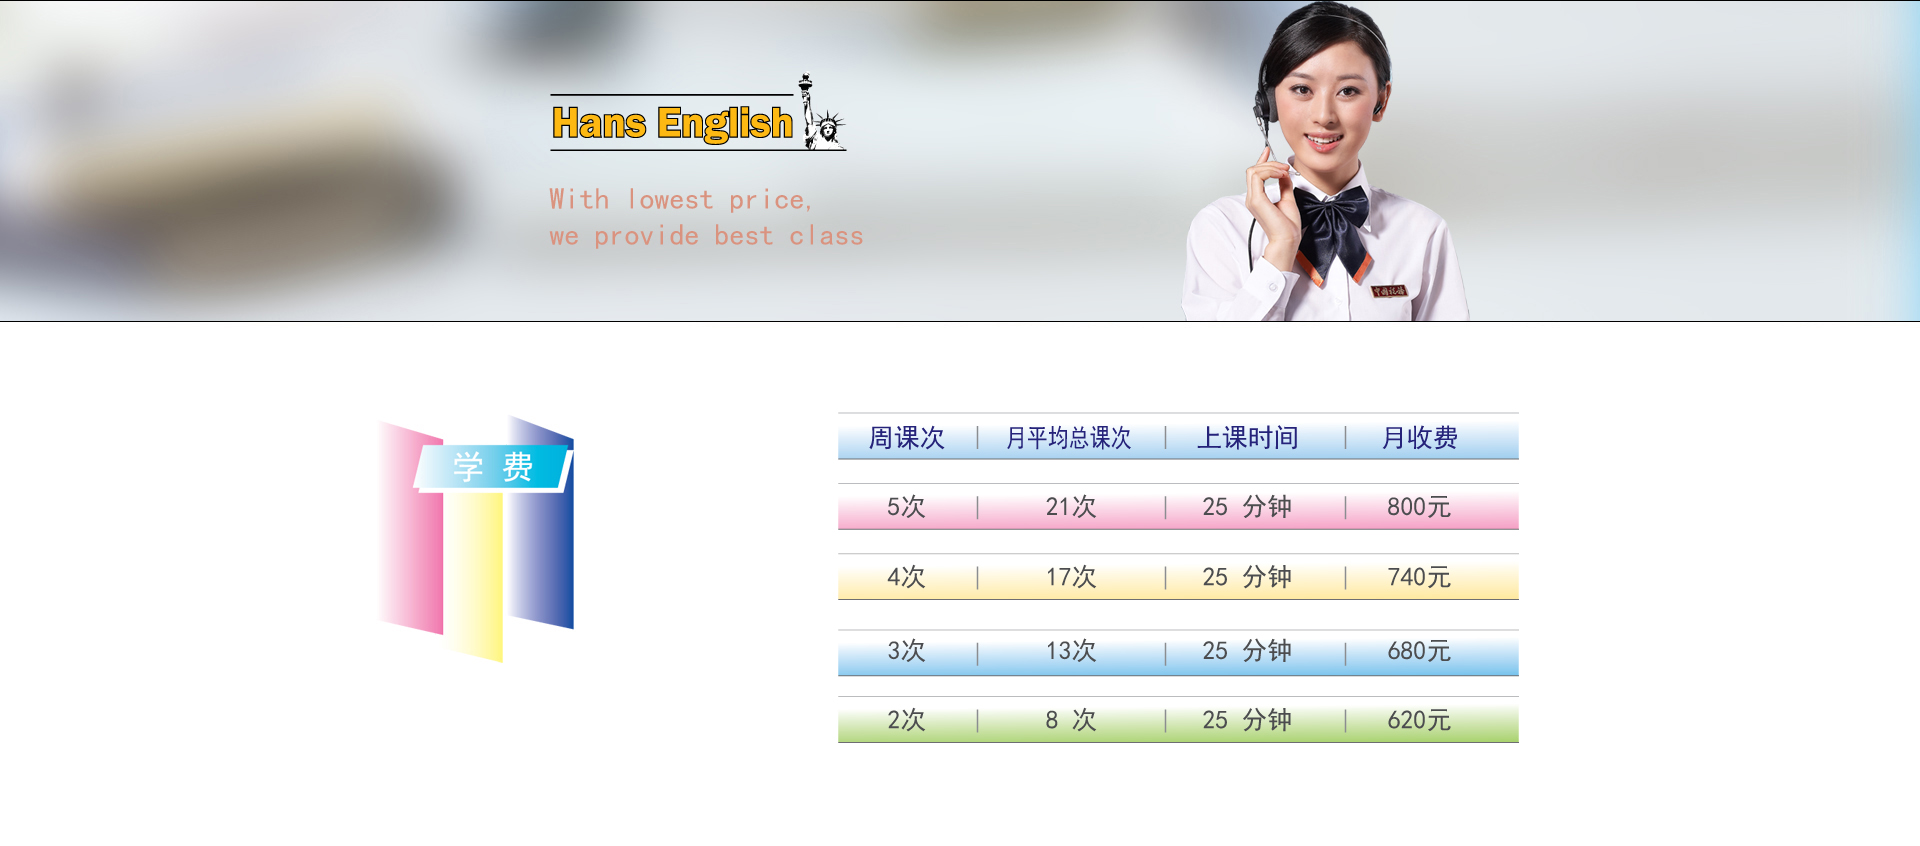 Hans English
With lowest price,
we provide best class
学 费
周课次 | 月平均总课次 | 上课时间 | 月收费
5次 | 21次 | 25 分钟 | 800元
4次 | 17次 | 25 分钟 | 740元
3次 | 13次 | 25 分钟 | 680元
2次 | 8 次 | 25 分钟 | 620元